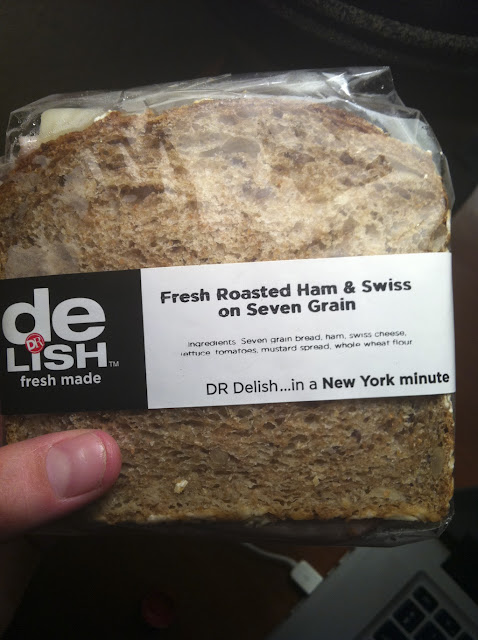 de
DR
LISH™
fresh made
Fresh Roasted Ham & Swiss
on Seven Grain
Ingredients: Seven grain bread, ham, swiss cheese,
lettuce, tomatoes, mustard spread, whole wheat flour
DR Delish...in a New York minute